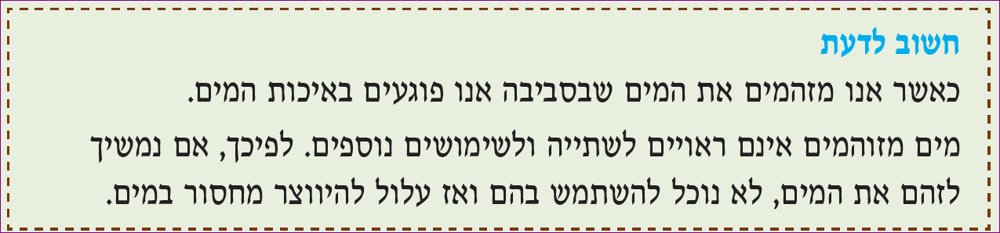 חשוב לדעת
כאשר אנו מזהמים את המים שבסביבה אנו פוגעים באיכות המים.
מים מזוהמים אינם ראויים לשתייה ולשימושים נוספים. לפיכך, אם נמשיך
לזהם את המים, לא נוכל להשתמש בהם ואז עלול להיווצר מחסור במים.